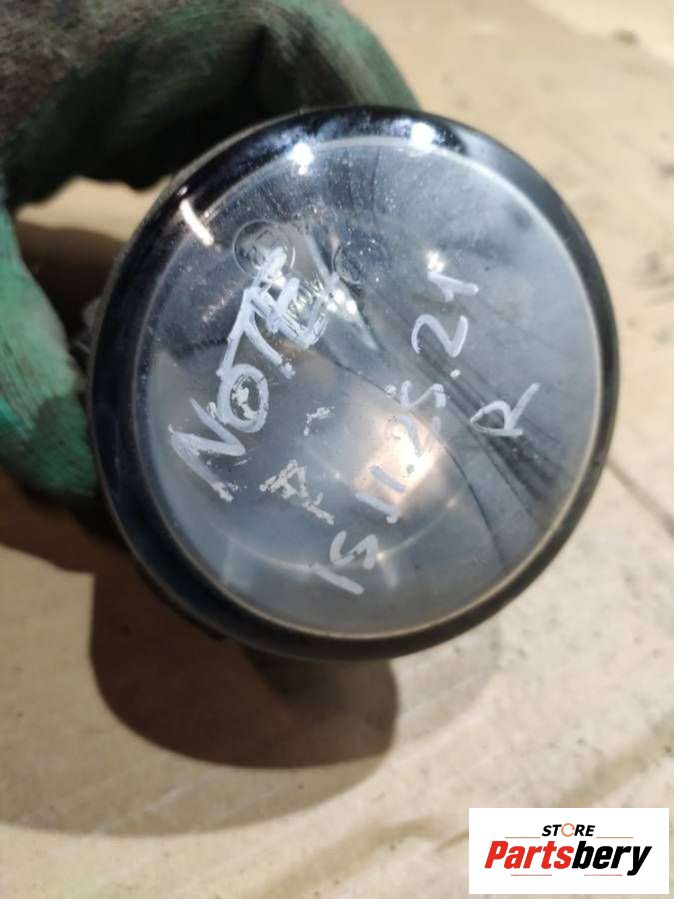 NOTE
15.11.25.21
R
STORE
Partsbery